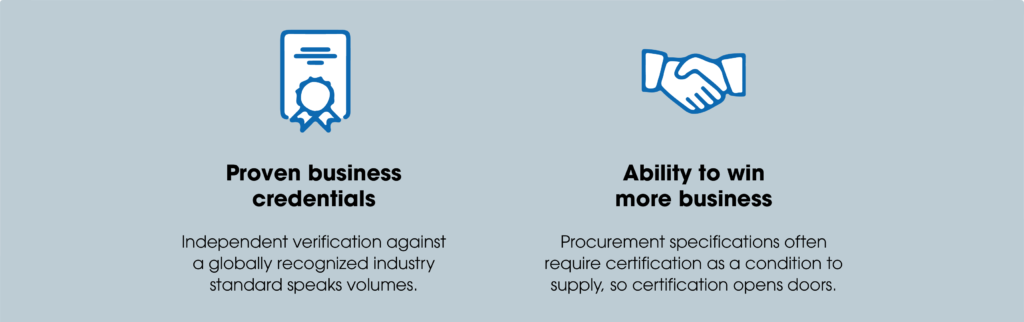 Proven business
credentials
Independent verification against
a globally recognized industry
standard speaks volumes.
Ability to win
more business
Procurement specifications often
require certification as a condition to
supply, so certification opens doors.